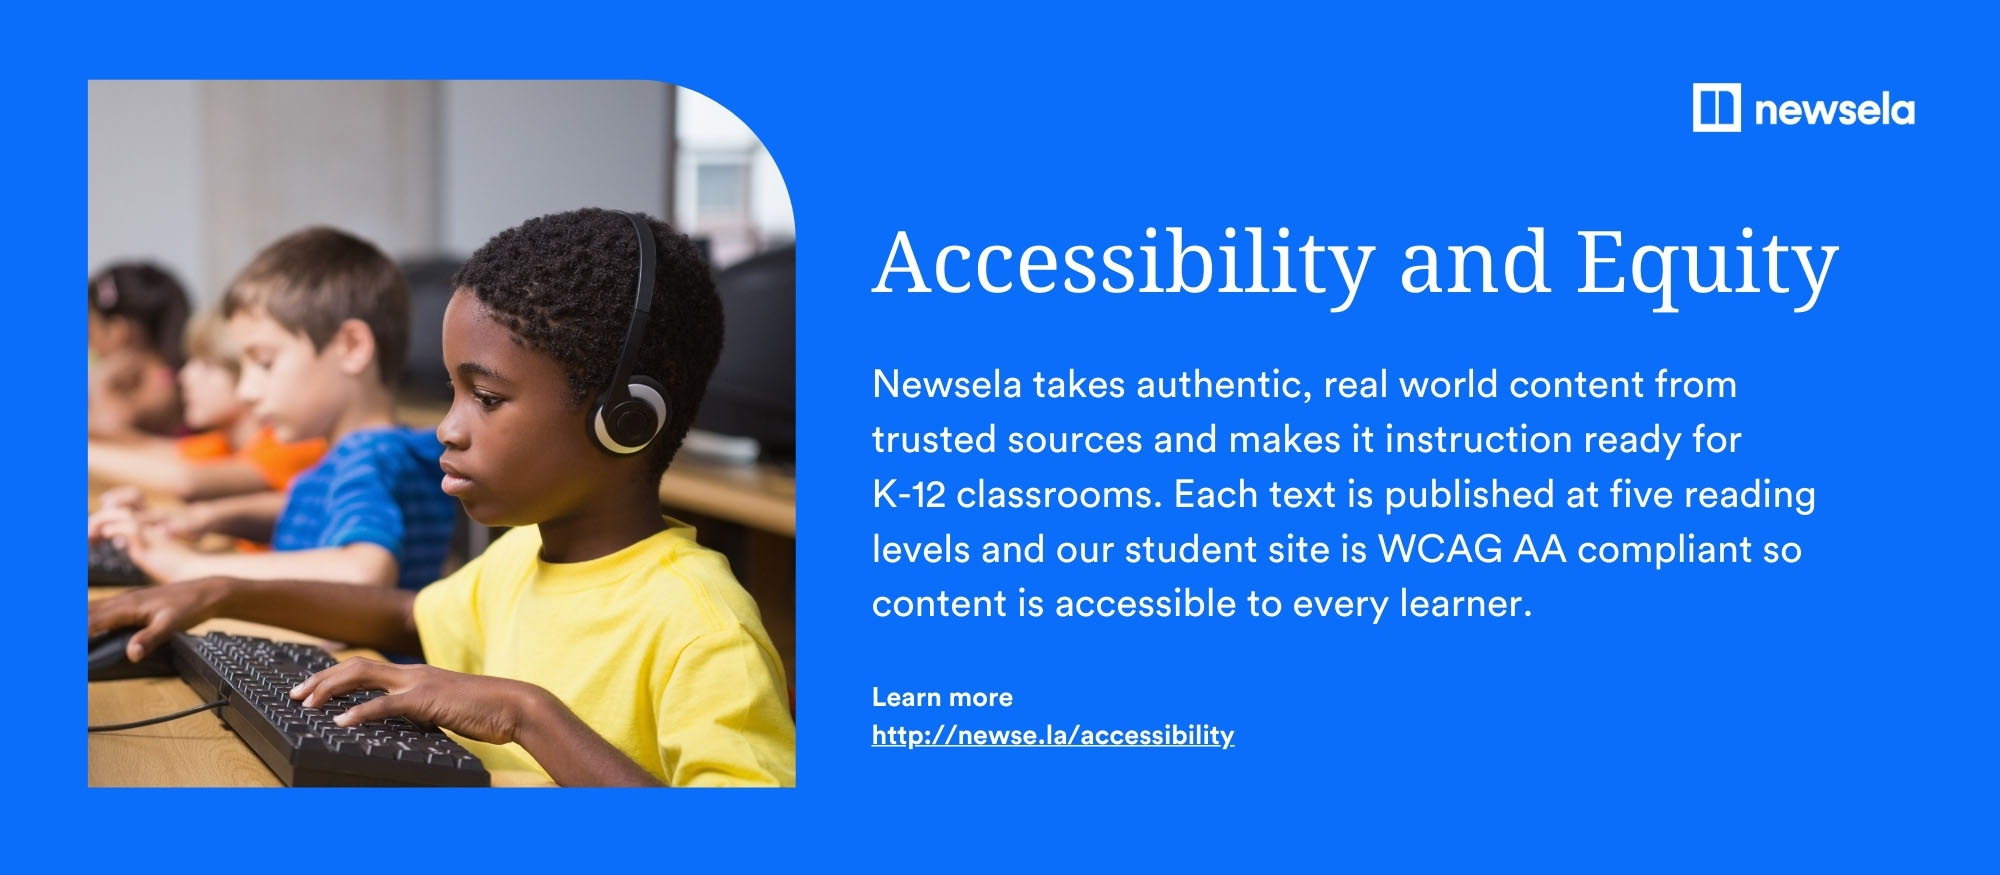 newsela
Accessibility and Equity
Newsela takes authentic, real world content from
trusted sources and makes it instruction ready for
K-12 classrooms. Each text is published at five reading
levels and our student site is WCAG AA compliant so
content is accessible to every learner.
Learn more
http://newse.la/accessibility